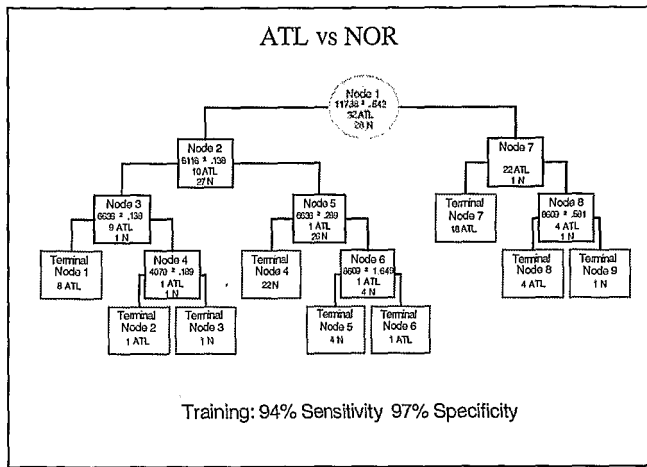 ATL vs NOR
Node 1
11738 ≤ .642
32 ATL
28 N
Node 2
6116 ≤ .138
10 ATL
27 N
Node 7
22 ATL
1 N
Node 3
6636 ≤ .138
9 ATL
1 N
Node 5
6636 ≤ .289
1 ATL
26 N
Terminal
Node 7
18 ATL
Node 8
8609 ≤ .581
4 ATL
1 N
Terminal
Node 1
8 ATL
Node 4
4079 ≤ .189
1 ATL
1 N
Terminal
Node 4
22 N
Node 6
8609 ≤ 1.649
1 ATL
4 N
Terminal
Node 8
4 ATL
Terminal
Node 9
1 N
Terminal
Node 2
1 ATL
Terminal
Node 3
1 N
Terminal
Node 5
4 N
Terminal
Node 6
1 ATL
Training: 94% Sensitivity 97% Specificity